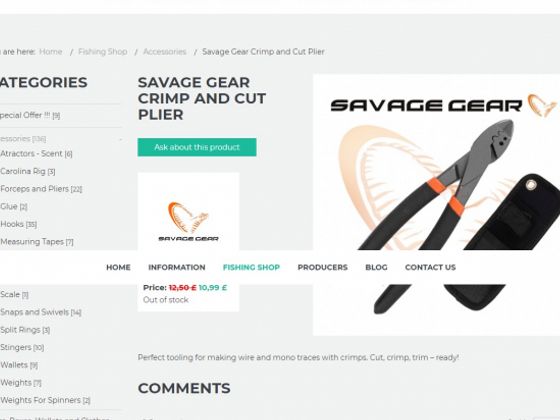 are here: Home / Fishing Shop / Accessories / Savage Gear Crimp and Cut Plier
ATEGORIES
pecial Offer !!! [9]
essories [136] -
Atractors - Scent [6]
Carolina Rig [3]
Forceps and Pliers [22]
Glue [2]
Hooks [35]
Measuring Tapes [7]
Scale [1]
Snaps and Swivels [14]
Split Rings [3]
Stingers [10]
Wallets [9]
Weights [7]
Weights For Spinners [2]
SAVAGE GEAR
CRIMP AND CUT
PLIER
Ask about this product
SAVAGE GEAR
SAVAGE GEAR
HOME INFORMATION FISHING SHOP PRODUCERS BLOG CONTACT US
Price: 12,50 £ 10,99 £
Out of stock
Perfect tooling for making wire and mono traces with crimps. Cut, crimp, trim – ready!
COMMENTS